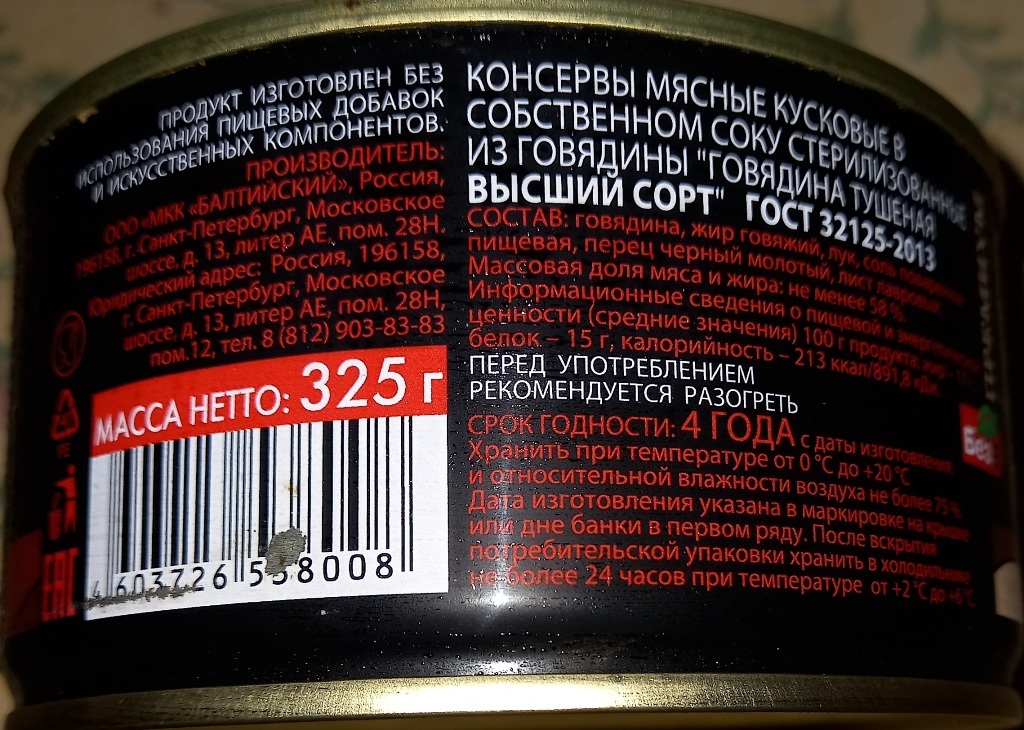 ПРОДУКТ ИЗГОТОВЛЕН БЕЗ
ИСПОЛЬЗОВАНИЯ ПИЩЕВЫХ ДОБАВОК
И ИСКУССТВЕННЫХ КОМПОНЕНТОВ.
ПРОИЗВОДИТЕЛЬ:
ООО «МКК «БАЛТИЙСКИЙ», Россия,
196158, г. Санкт-Петербург, Московское
шоссе, д. 13, литер АЕ, пом. 28Н.
Юридический адрес: Россия, 196158,
г. Санкт-Петербург, Московское
шоссе, д. 13, литер АЕ, пом. 28Н,
пом.12, тел. 8 (812) 903-83-83
МАССА НЕТТО: 325 г
4 603726 558008
EAC
КОНСЕРВЫ МЯСНЫЕ КУСКОВЫЕ В
СОБСТВЕННОМ СОКУ СТЕРИЛИЗОВАННЫЕ
ИЗ ГОВЯДИНЫ "ГОВЯДИНА ТУШЕНАЯ
ВЫСШИЙ СОРТ" ГОСТ 32125-2013
СОСТАВ: говядина, жир говяжий, лук, соль поваренная
пищевая, перец черный молотый, лист лавровый
Массовая доля мяса и жира: не менее 58 %.
Информационные сведения о пищевой и энергетической
ценности (средние значения) 100 г продукта: жир –
белок – 15 г, калорийность – 213 ккал/891,8 кДж
ПЕРЕД УПОТРЕБЛЕНИЕМ
РЕКОМЕНДУЕТСЯ РАЗОГРЕТЬ
СРОК ГОДНОСТИ: 4 ГОДА с даты изготовления
Хранить при температуре от 0 °С до +20 °С
и относительной влажности воздуха не более 75 %
Дата изготовления указана в маркировке на крышке
или дне банки в первом ряду. После вскрытия
потребительской упаковки хранить в холодильнике
не более 24 часов при температуре от +2 °С до +6 °С